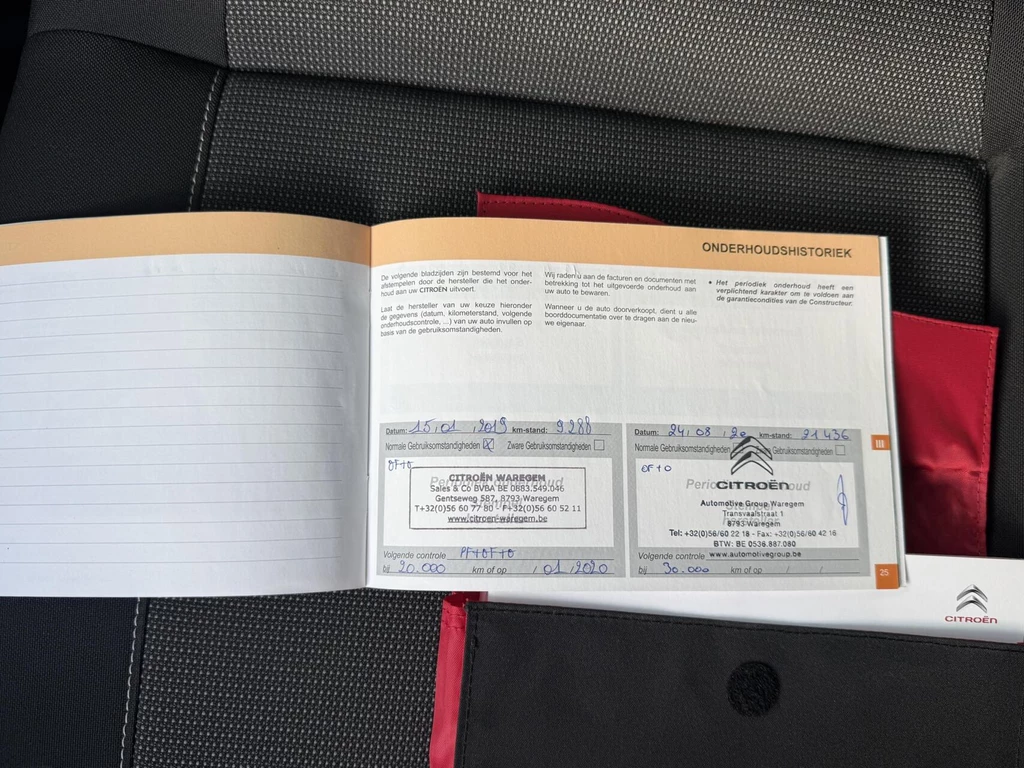 ONDERHOUDSHISTORIEK
De volgende bladzijden zijn bestemd voor het
afstempelen door de hersteller die het onder-
houd aan uw CITROËN uitvoert.
Laat de hersteller van uw keuze hieronder
de gegevens (datum, kilometerstand, volgende
onderhoudscontrole, ...) van uw auto invullen op
basis van de gebruiksomstandigheden.
Wij raden u aan de facturen en documenten met
betrekking tot het uitgevoerde onderhoud aan
uw auto te bewaren.
Wanneer u de auto doorverkoopt, dient u alle
boorddocumentatie over te dragen aan de nieu-
we eigenaar.
• Het periodiek onderhoud heeft een
verplichtend karakter om te voldoen aan
de garantiecondities van de Constructeur.
Datum: 15/01/2019 km-stand: 9288
Normale Gebruiksomstandigheden Zware Gebruiksomstandigheden
OF+O
CITROËN WAREGEM
Sales & Co BVBA BE 0883.549.046
Gentseweg 587, 8793 Waregem
T+32(0)56 60 77 80 F+32(0)56 60 52 11
www.citroen-waregem.be
Volgende controle PF+OF+O
bij 20.000 km of op / 01/2020
Datum: 24/08/20 km-stand: 21436
Normale Gebruiksomstandigheden Gebruiksomstandigheden
OF+O
CITROËN
Automotive Group Waregem
Transvaalstraat 1
8793 Waregem
Tel: +32(0)56/60 22 18 - Fax: +32(0)56/60 42 16
BTW: BE 0536.887.080
www.automotivegroup.be
Volgende controle
bij 30.000 km of op / /
III
25
CITROËN